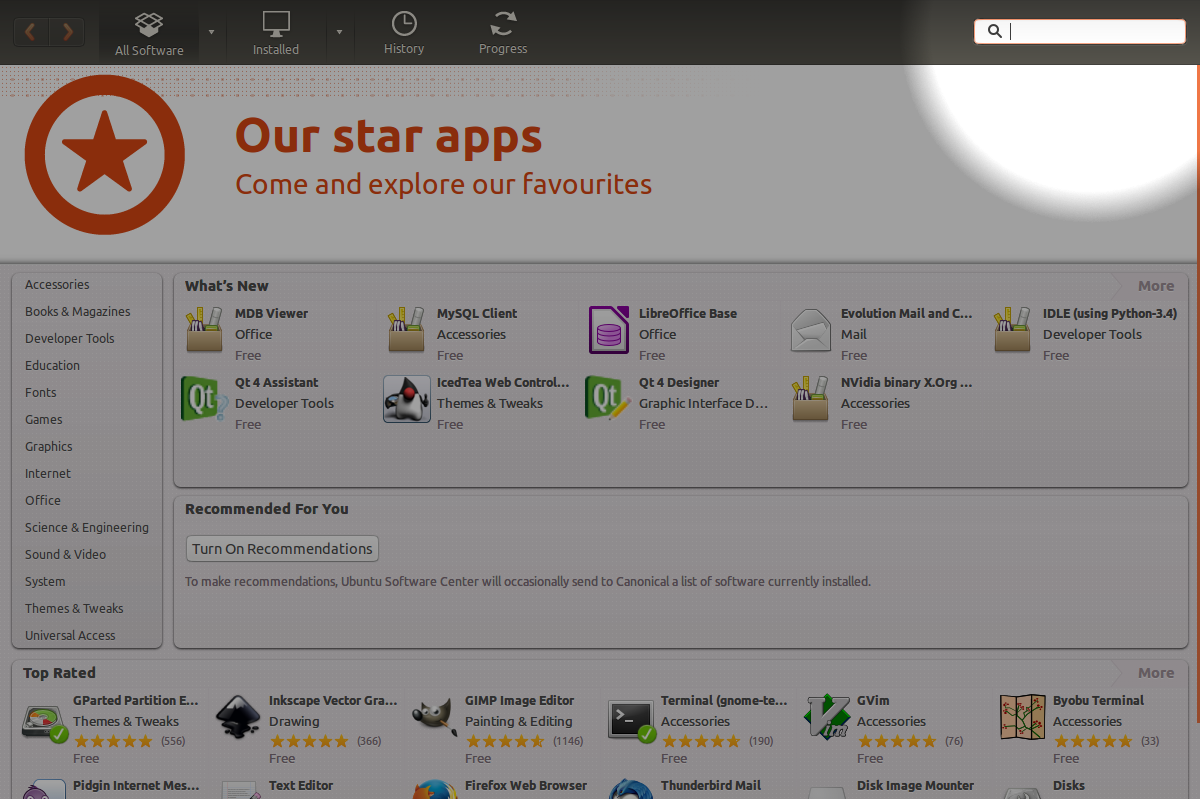 All Software
Installed
History
Progress
Our star apps
Come and explore our favourites
Accessories
Books & Magazines
Developer Tools
Education
Fonts
Games
Graphics
Internet
Office
Science & Engineering
Sound & Video
System
Themes & Tweaks
Universal Access
What's New
More
MDB Viewer
Office
Free
MySQL Client
Accessories
Free
LibreOffice Base
Office
Free
Evolution Mail and C...
Mail
Free
IDLE (using Python-3.4)
Developer Tools
Free
Qt 4 Assistant
Developer Tools
Free
IcedTea Web Control...
Themes & Tweaks
Free
Qt 4 Designer
Graphic Interface D...
Free
NVidia binary X.Org ...
Accessories
Free
Recommended For You
Turn On Recommendations
To make recommendations, Ubuntu Software Center will occasionally send to Canonical a list of software currently installed.
Top Rated
More
GParted Partition E...
Themes & Tweaks
(556)
Free
Inkscape Vector Gra...
Drawing
(366)
Free
GIMP Image Editor
Painting & Editing
(1146)
Free
Terminal (gnome-te...
Accessories
(190)
Free
GVim
Accessories
(76)
Free
Byobu Terminal
Accessories
(33)
Free
Pidgin Internet Mes...
Text Editor
Firefox Web Browser
Thunderbird Mail
Disk Image Mounter
Disks